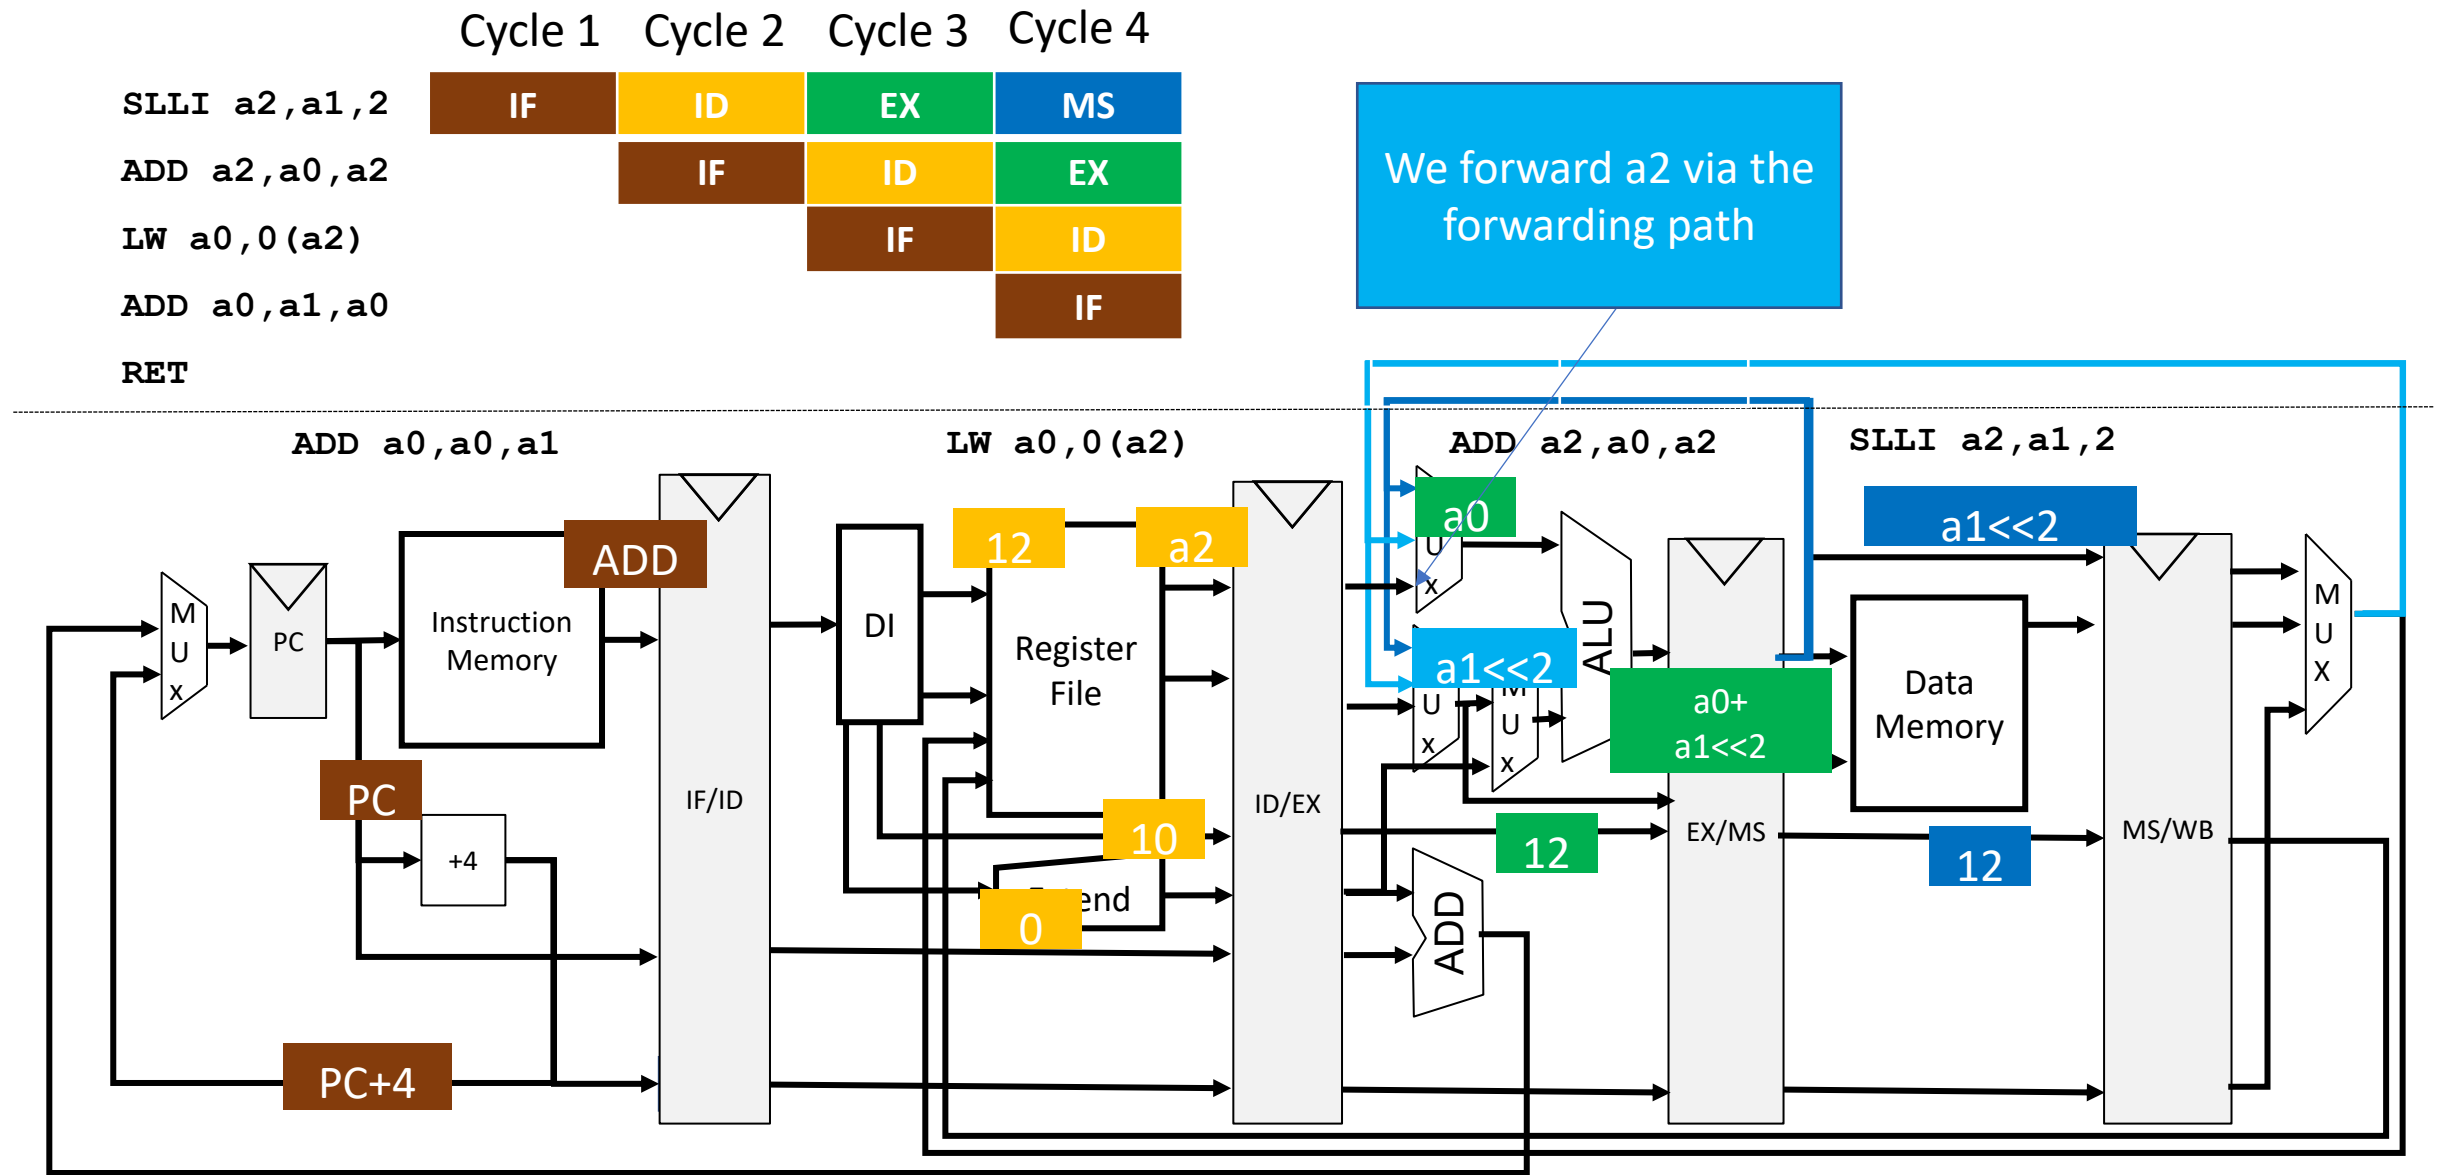 Cycle 1 Cycle 2 Cycle 3 Cycle 4
SLLI a2,a1,2 IF ID EX MS
ADD a2,a0,a2 IF ID EX
LW a0,0(a2) IF ID
ADD a0,a1,a0 IF
RET
We forward a2 via the
forwarding path
ADD a0,a0,a1
LW a0,0(a2)
ADD a2,a0,a2
SLLI a2,a1,2
M
U
x
PC
Instruction
Memory
ADD
PC
+4
PC+4
IF/ID
DI
12
a2
Register
File
10
0
end
ID/EX
a0
U
x
a1<<2
U
x
M
U
x
ALU
a0+
a1<<2
12
ADD
EX/MS
a1<<2
Data
Memory
12
MS/WB
M
U
X